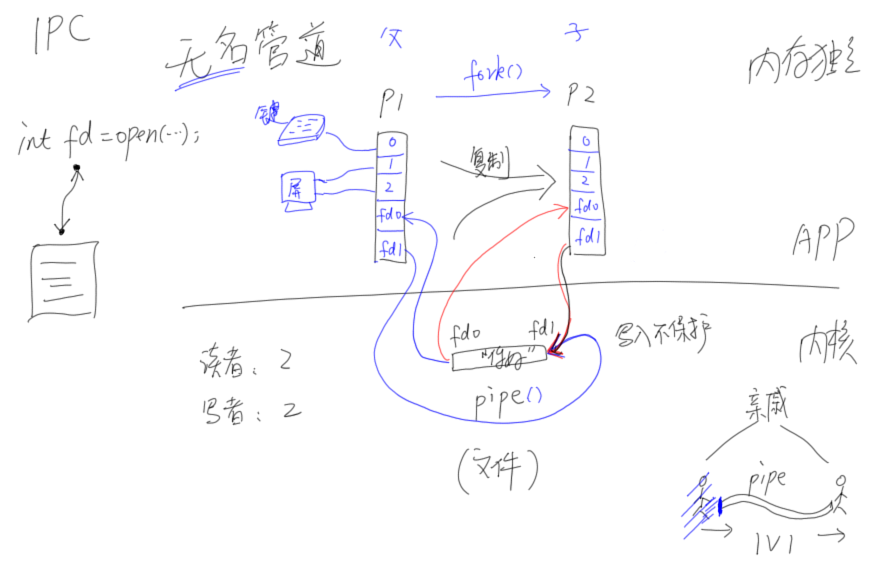 IPC
无名管道
父
子
fork()
内存独立
P1
P2
键
int fd=open(…);
屏
0
1
2
fd0
fd1
复制
0
1
2
fd0
fd1
APP
fd0
fd1
"你好"
写入不保护
内核
读者：2
写者：2
pipe()
(文件)
亲戚
pipe
1V1